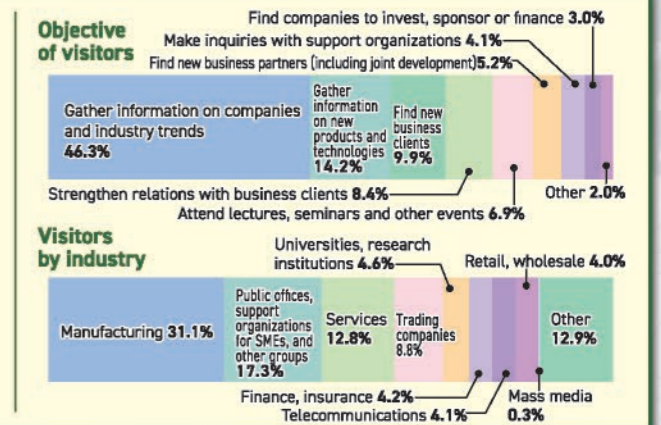 Objective
of visitors
Find companies to invest, sponsor or finance 3.0%
Make inquiries with support organizations 4.1%
Find new business partners (including joint development)5.2%
Gather information on companies
and industry trends
46.3%
Gather
information
on new
products and
technologies
14.2%
Find new
business
clients
9.9%
Strengthen relations with business clients 8.4%
Attend lectures, seminars and other events 6.9%
Other 2.0%
Visitors
by industry
Universities, research
institutions 4.6%
Retail, wholesale 4.0%
Manufacturing 31.1%
Public offices,
support
organizations
for SMEs, and
other groups
17.3%
Services
12.8%
Trading
companies
8.8%
Other
12.9%
Finance, insurance 4.2%
Telecommunications 4.1%
Mass media
0.3%